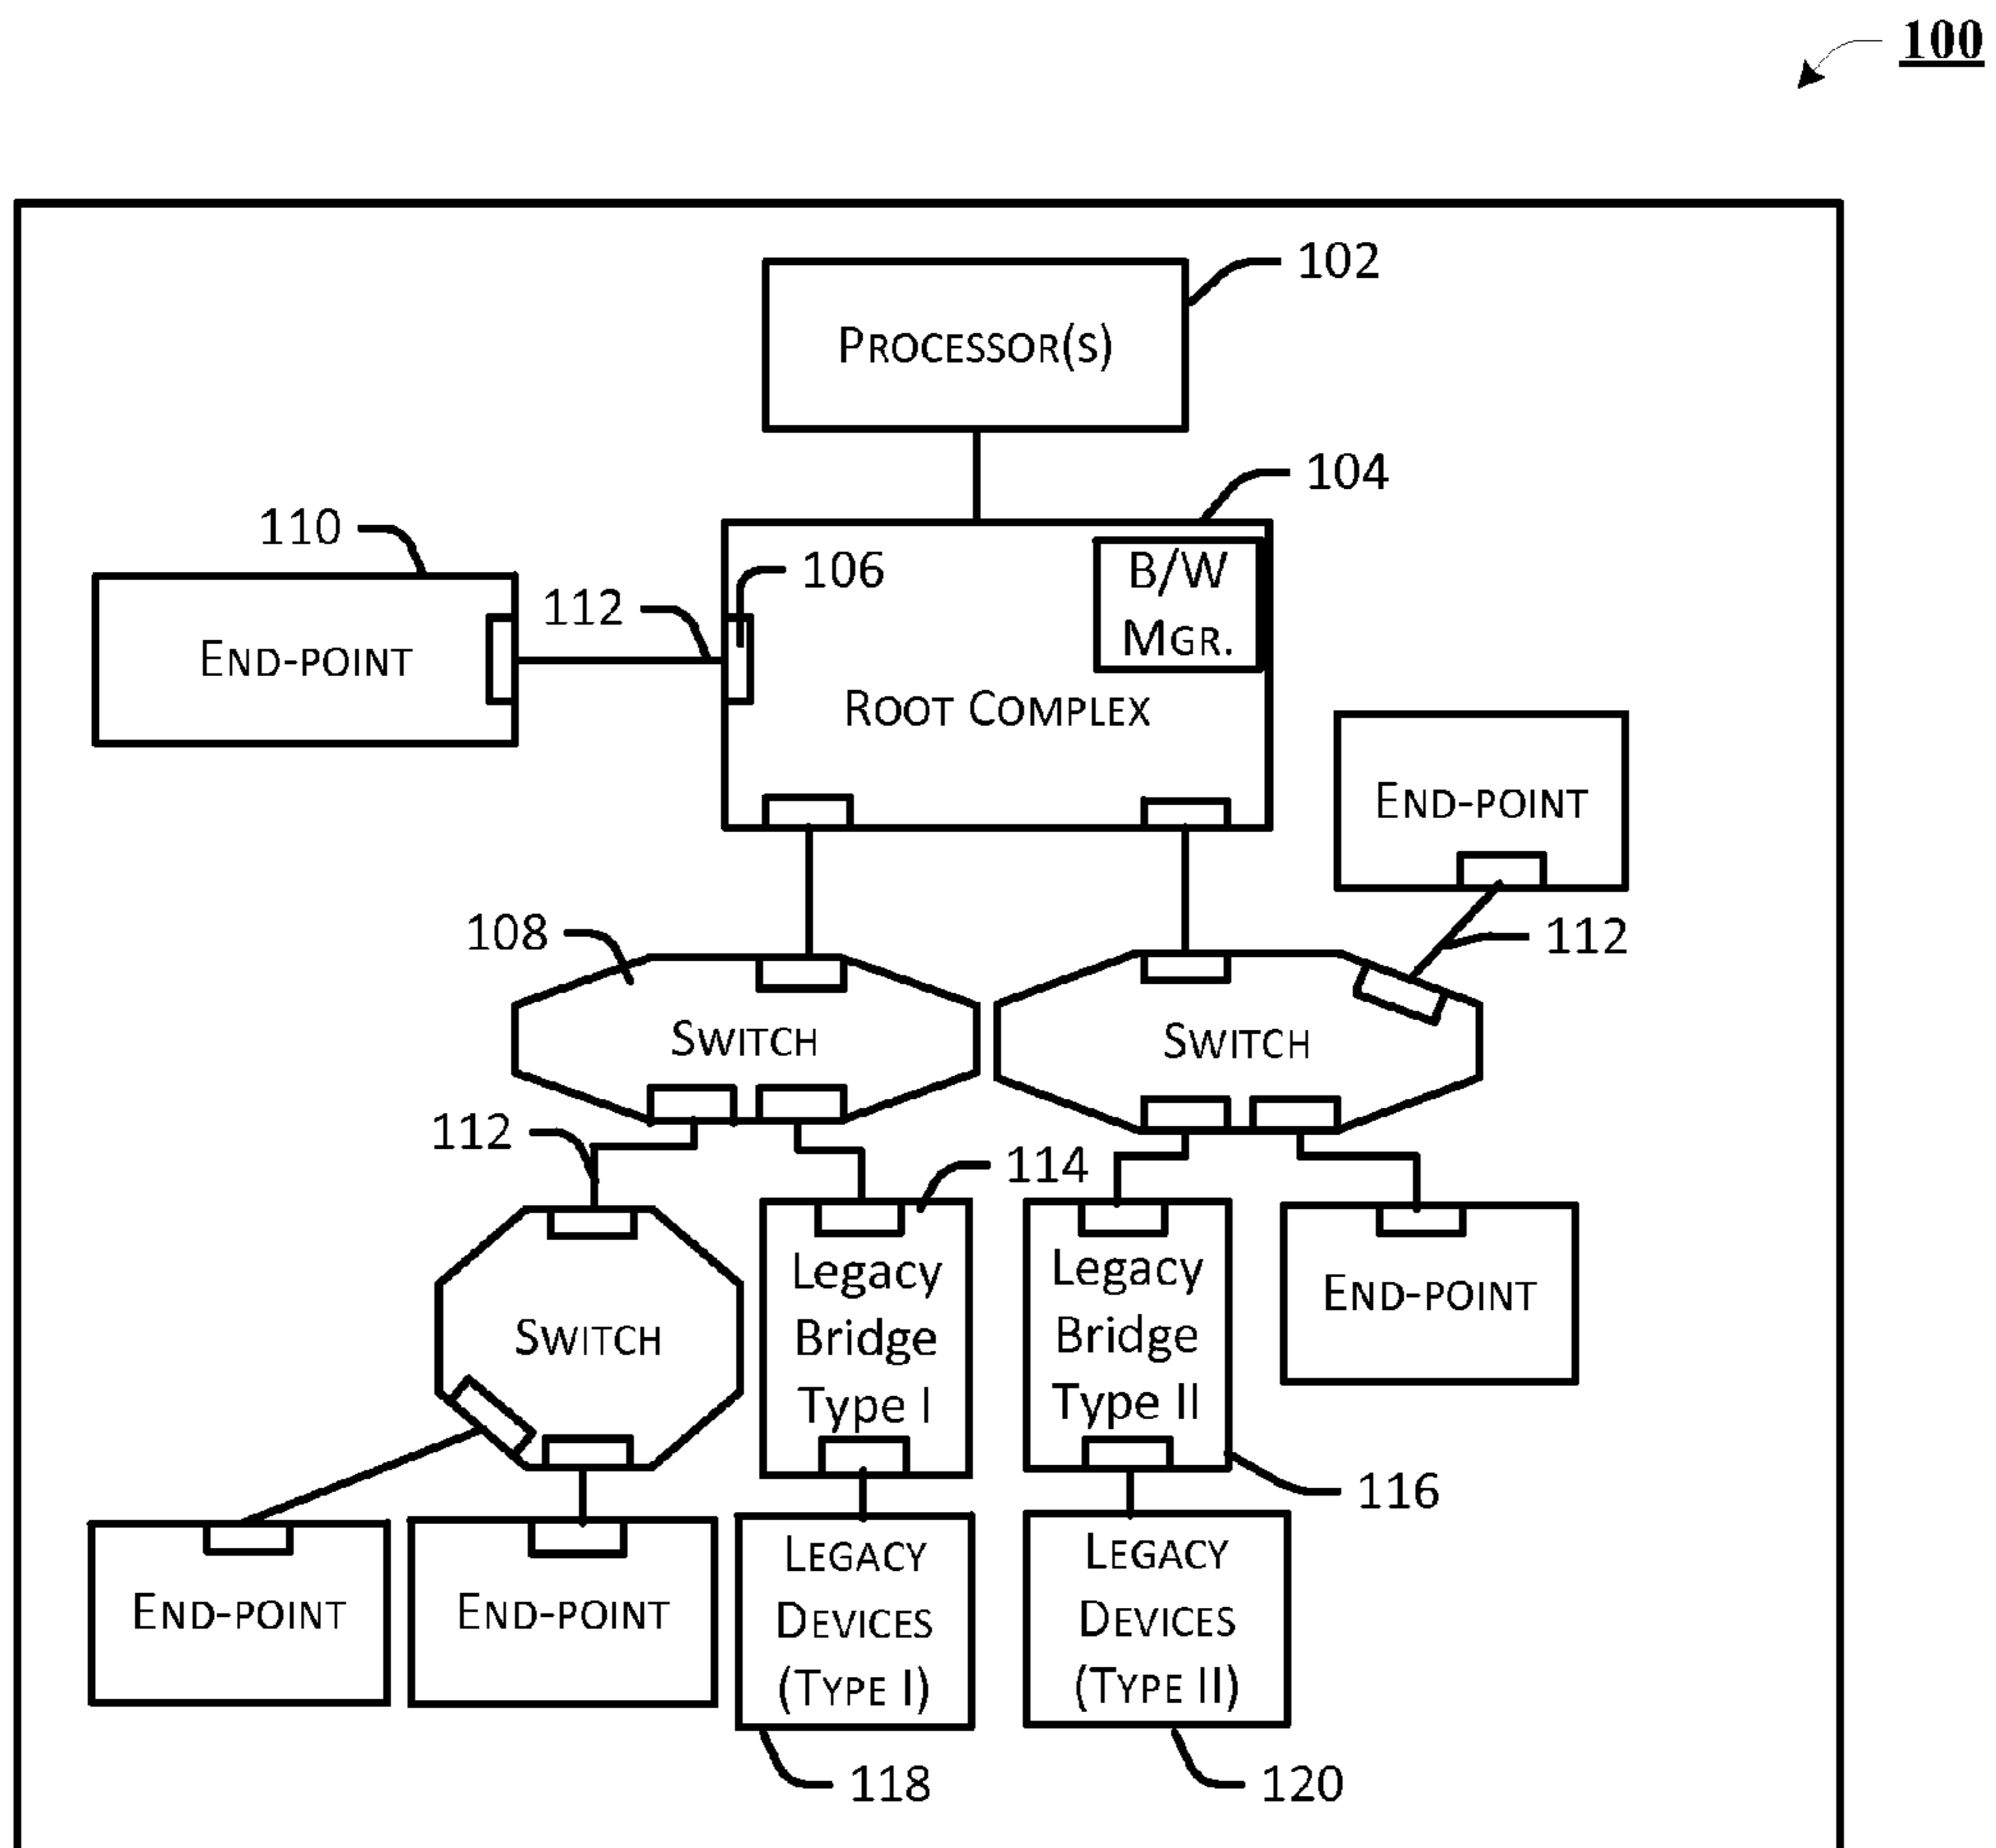 100
102
PROCESSOR(S)
104
110
106
B/W
MGR.
112
END-POINT
ROOT COMPLEX
END-POINT
108
112
SWITCH
SWITCH
112
114
Legacy
Bridge
Type I
Legacy
Bridge
Type II
END-POINT
SWITCH
116
END-POINT
END-POINT
LEGACY
DEVICES
(TYPE I)
LEGACY
DEVICES
(TYPE II)
118
120